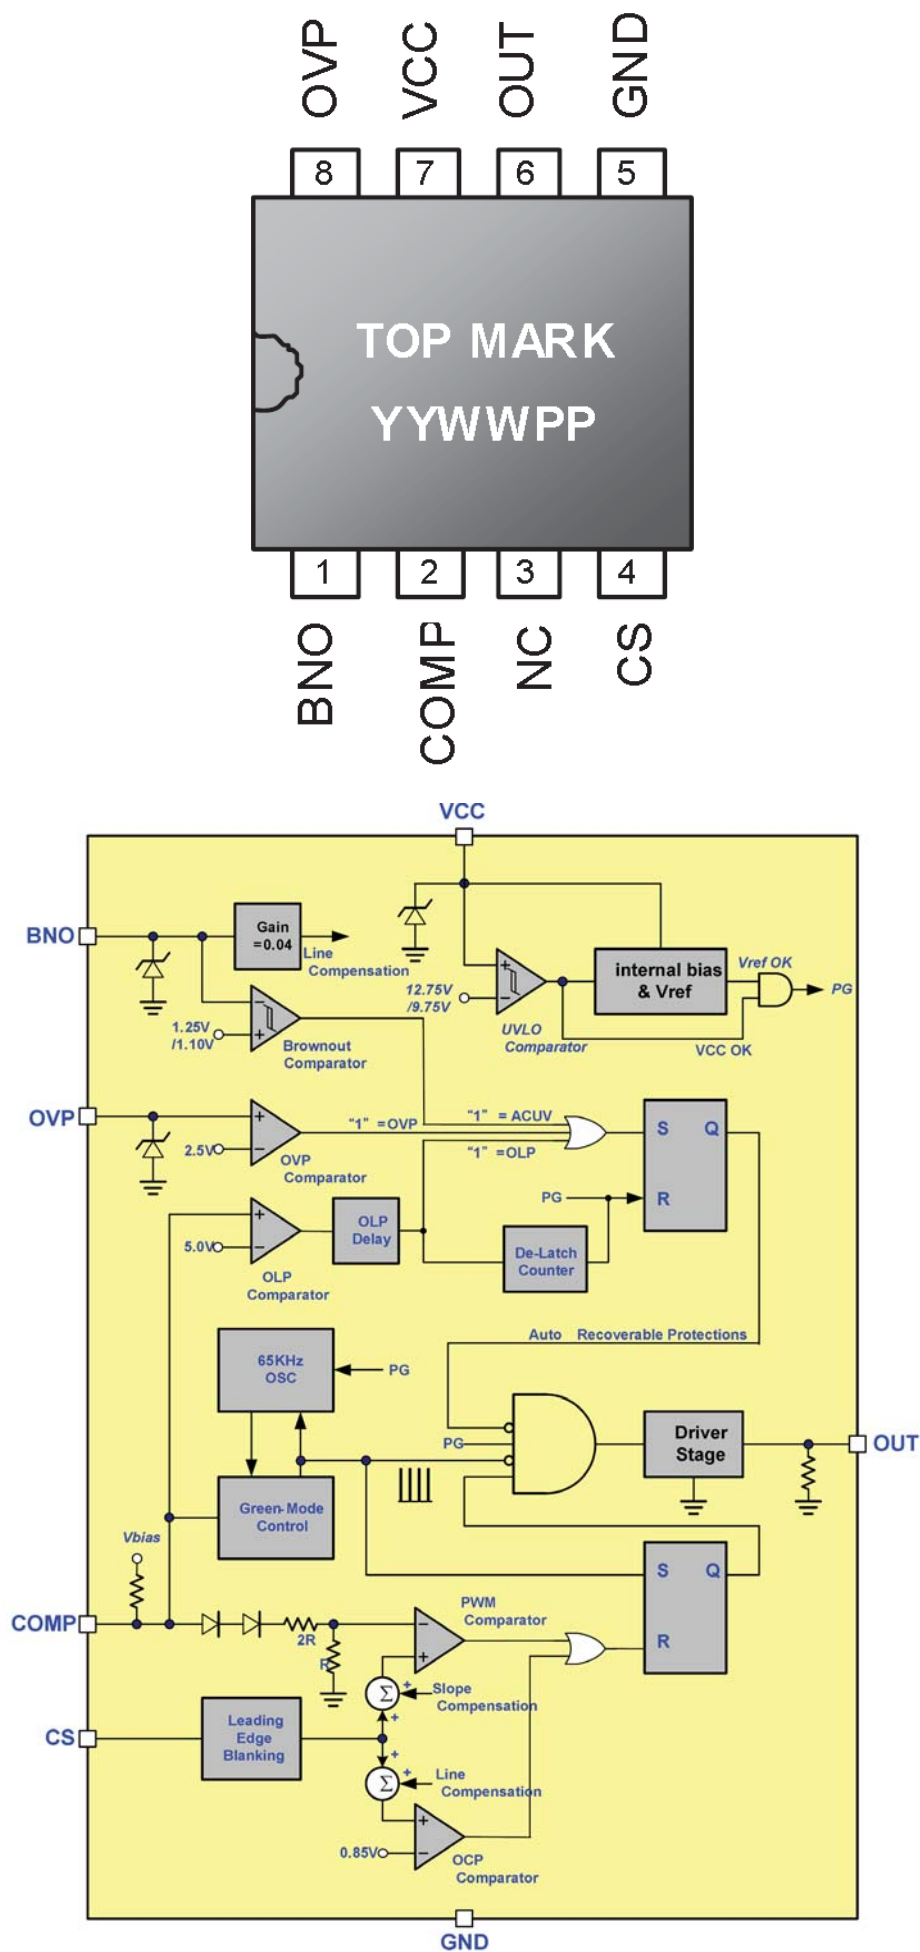 OVP
VCC
OUT
GND
8
7
6
5
TOP MARK
YYWWPP
1
2
3
4
BNO
COMP
NC
CS
VCC
BNO
Gain
=0.04
Line
Compensation
12.75V
/9.75V
UVLO
Comparator
internal bias
& Vref
Vref OK
PG
VCC OK
1.25V
/1.10V
Brownout
Comparator
OVP
2.5V
OVP
Comparator
"1" =OVP
"1" = ACUV
"1" =OLP
S
Q
R
PG
5.0V
OLP
Comparator
OLP
Delay
De-Latch
Counter
Auto Recoverable Protections
65KHz
OSC
PG
PG
Driver
Stage
OUT
Green-Mode
Control
Vbias
COMP
2R
R
PWM
Comparator
S
Q
R
Σ
Slope
Compensation
CS
Leading
Edge
Blanking
Σ
Line
Compensation
0.85V
OCP
Comparator
GND